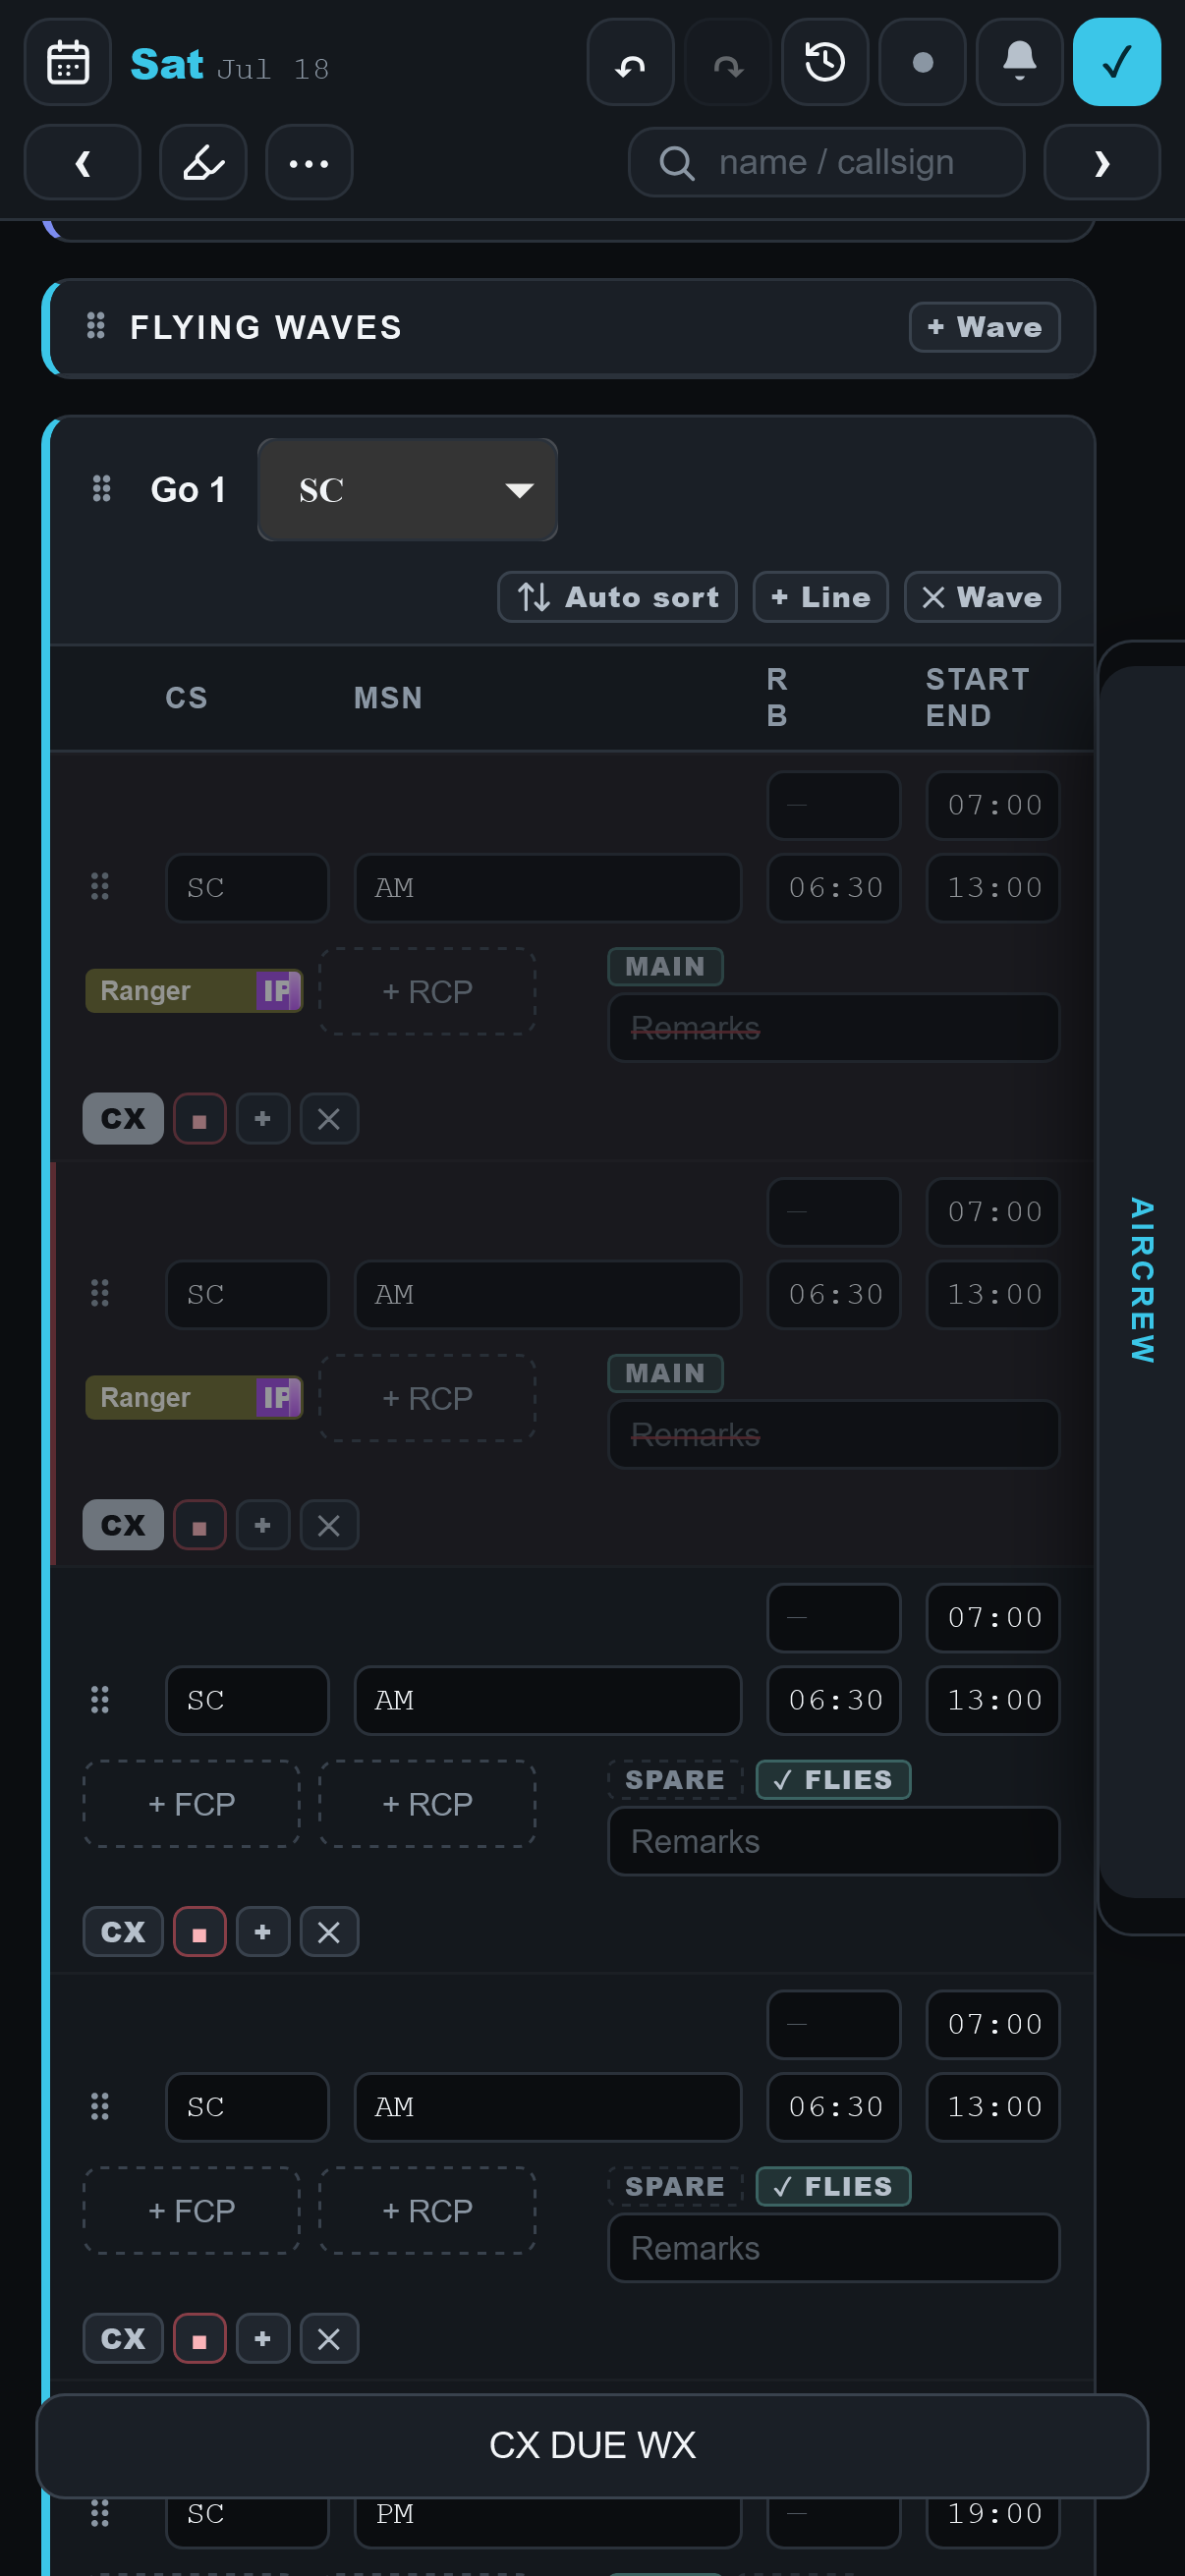 Sat Jul 18
name / callsign
FLYING WAVES
+ Wave
Go 1
SC
Auto sort
+ Line
× Wave
CS
MSN
R
B
START
END
—
07:00
SC
AM
06:30
13:00
Ranger
IP
+ RCP
MAIN
Remarks
CX
+
×
—
07:00
SC
AM
06:30
13:00
Ranger
IP
+ RCP
MAIN
Remarks
CX
+
×
—
07:00
SC
AM
06:30
13:00
+ FCP
+ RCP
SPARE
✓ FLIES
Remarks
CX
+
×
—
07:00
SC
AM
06:30
13:00
+ FCP
+ RCP
SPARE
✓ FLIES
Remarks
CX
+
×
AIRCREW
CX DUE WX
SC
PM
—
19:00